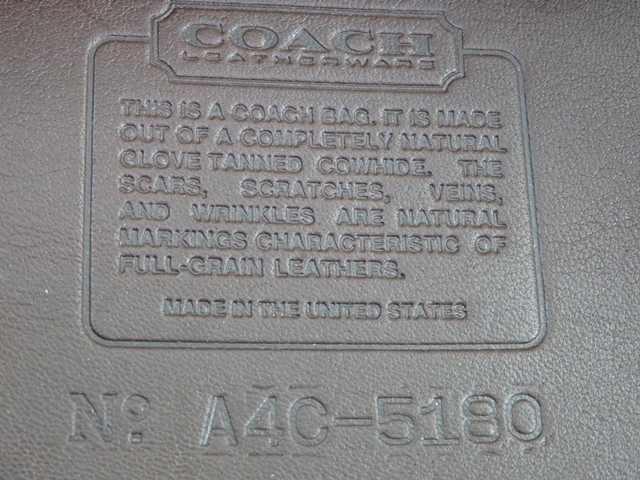 COACH
LEATHERWARE
THIS IS A COACH BAG. IT IS MADE
OUT OF A COMPLETELY NATURAL
GLOVE TANNED COWHIDE. THE
SCARS, SCRATCHES, VEINS,
AND WRINKLES ARE NATURAL
MARKINGS CHARACTERISTIC OF
FULL-GRAIN LEATHERS.
MADE IN THE UNITED STATES
No. A4C-5180